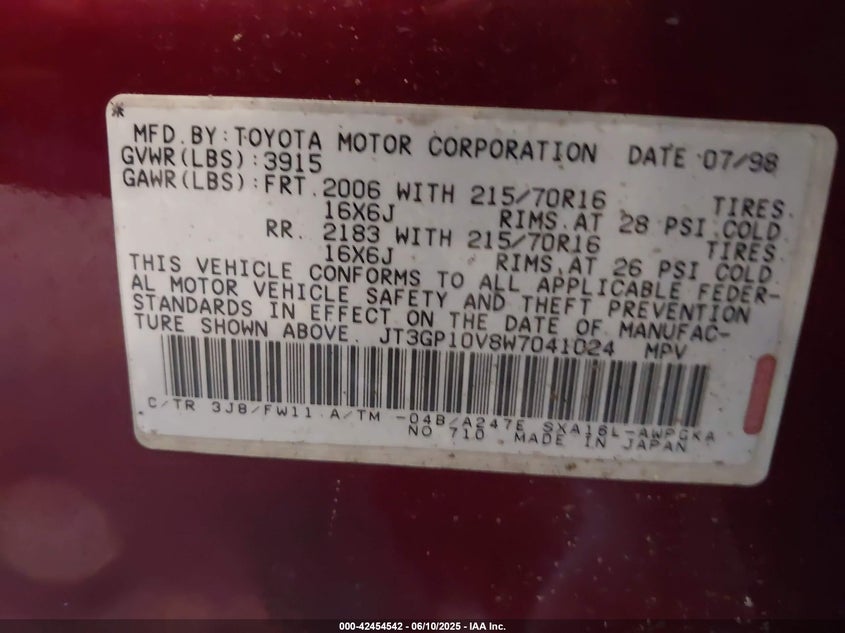 MFD.BY:TOYOTA MOTOR CORPORATION DATE 07/98
GVWR(LBS):3915
GAWR(LBS):FRT. 2006 WITH 215/70R16 TIRES.
16X6J RIMS.AT 28 PSI COLD.
RR. 2183 WITH 215/70R16 TIRES.
16X6J RIMS.AT 26 PSI COLD.
THIS VEHICLE CONFORMS TO ALL APPLICABLE FEDER-
AL MOTOR VEHICLE SAFETY AND THEFT PREVENTION
STANDARDS IN EFFECT ON THE DATE OF MANUFAC-
TURE SHOWN ABOVE. JT3GP10V8W7041024 MPV
C/TR 3J8/FW11 A/TM -04B/A247E SXA16L-AWPGKA
NO 710 MADE IN JAPAN
000-42454542 - 06/10/2025 - IAA Inc.